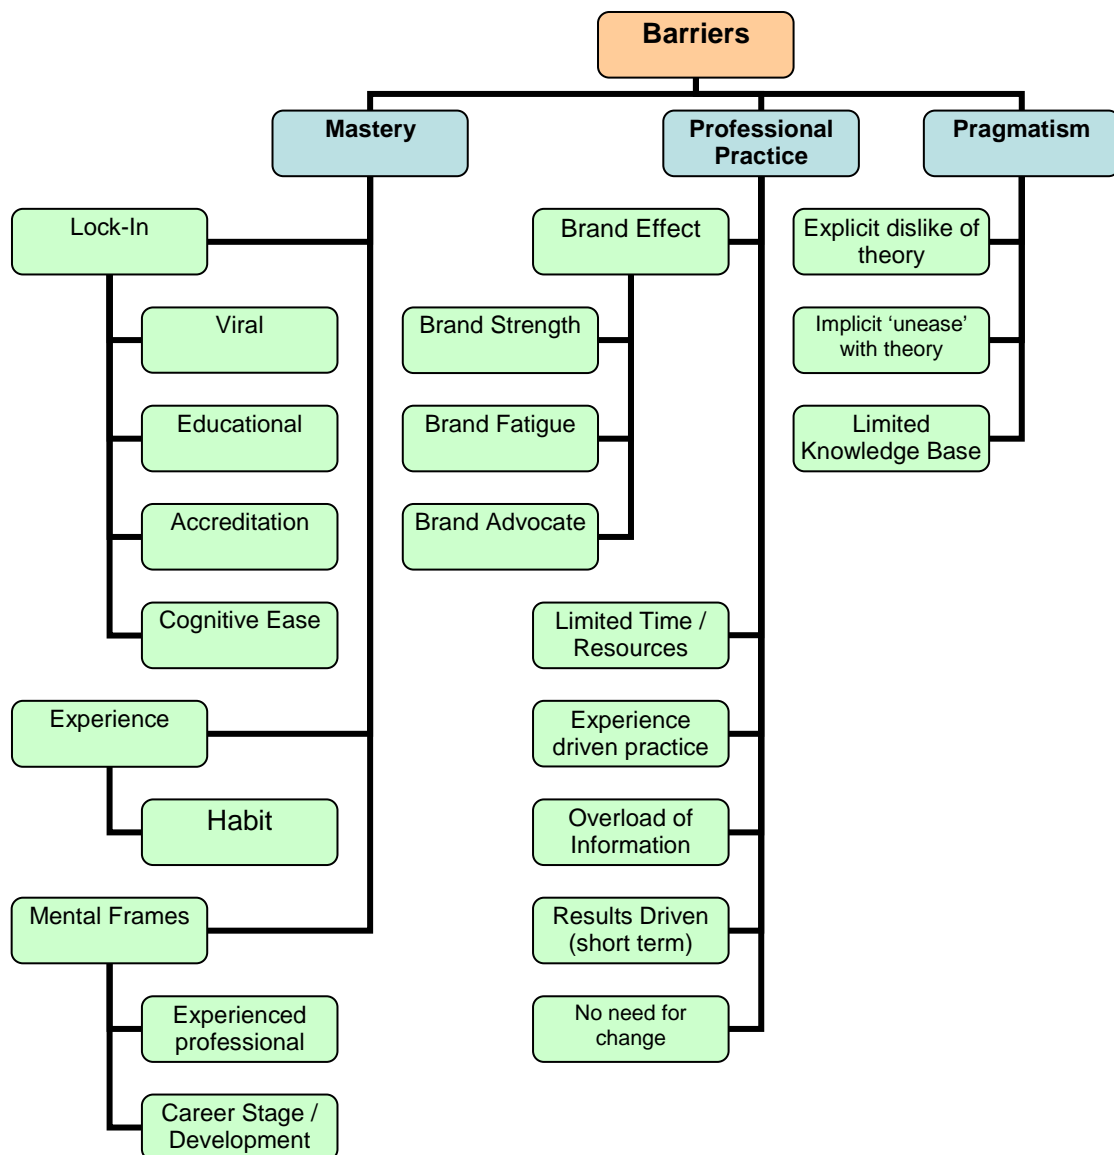 Barriers
Mastery
Professional
Practice
Pragmatism
Lock-In
Viral
Educational
Accreditation
Cognitive Ease
Experience
Habit
Mental Frames
Experienced
professional
Career Stage /
Development
Brand Effect
Brand Strength
Brand Fatigue
Brand Advocate
Limited Time /
Resources
Experience
driven practice
Overload of
Information
Results Driven
(short term)
No need for
change
Explicit dislike of
theory
Implicit ‘unease’
with theory
Limited
Knowledge Base